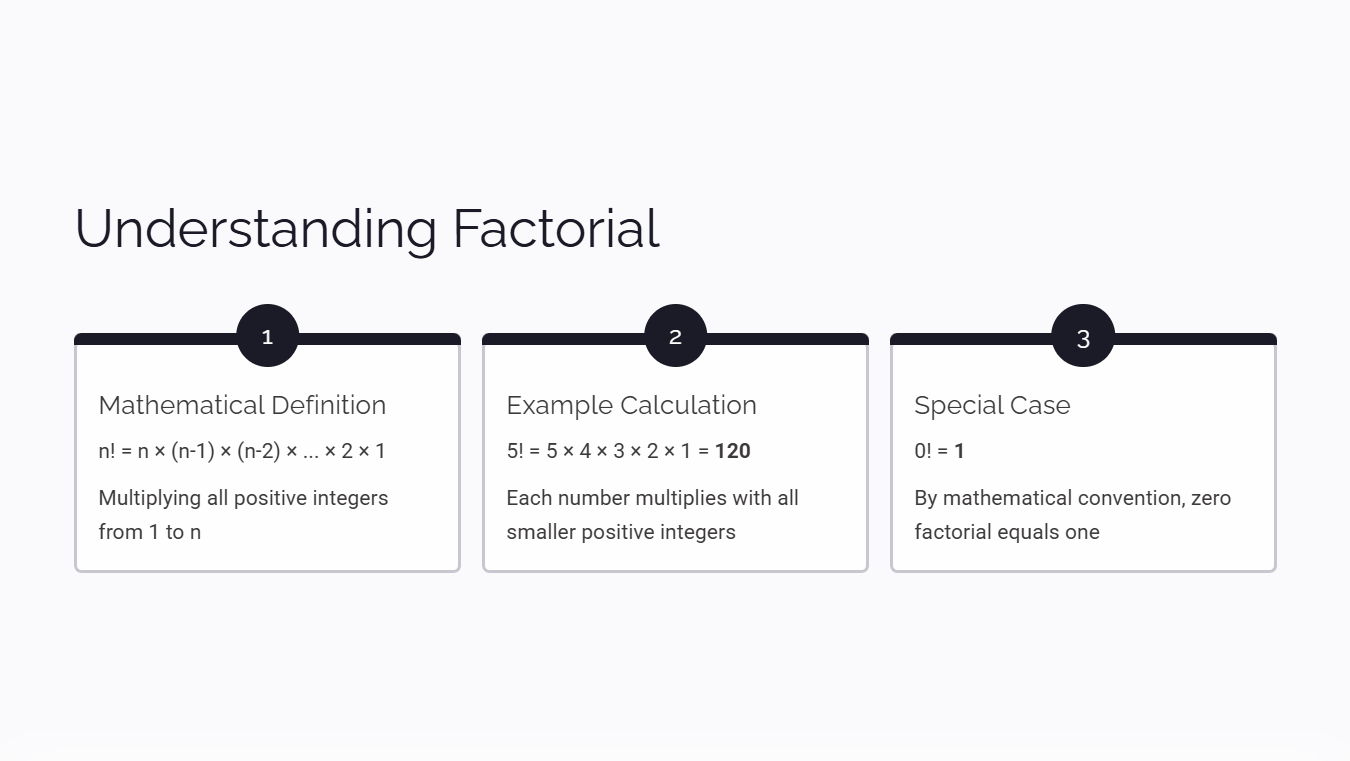 Understanding Factorial
1
Mathematical Definition
n! = n × (n-1) × (n-2) × ... × 2 × 1
Multiplying all positive integers
from 1 to n
2
Example Calculation
5! = 5 × 4 × 3 × 2 × 1 = 120
Each number multiplies with all
smaller positive integers
3
Special Case
0! = 1
By mathematical convention, zero
factorial equals one